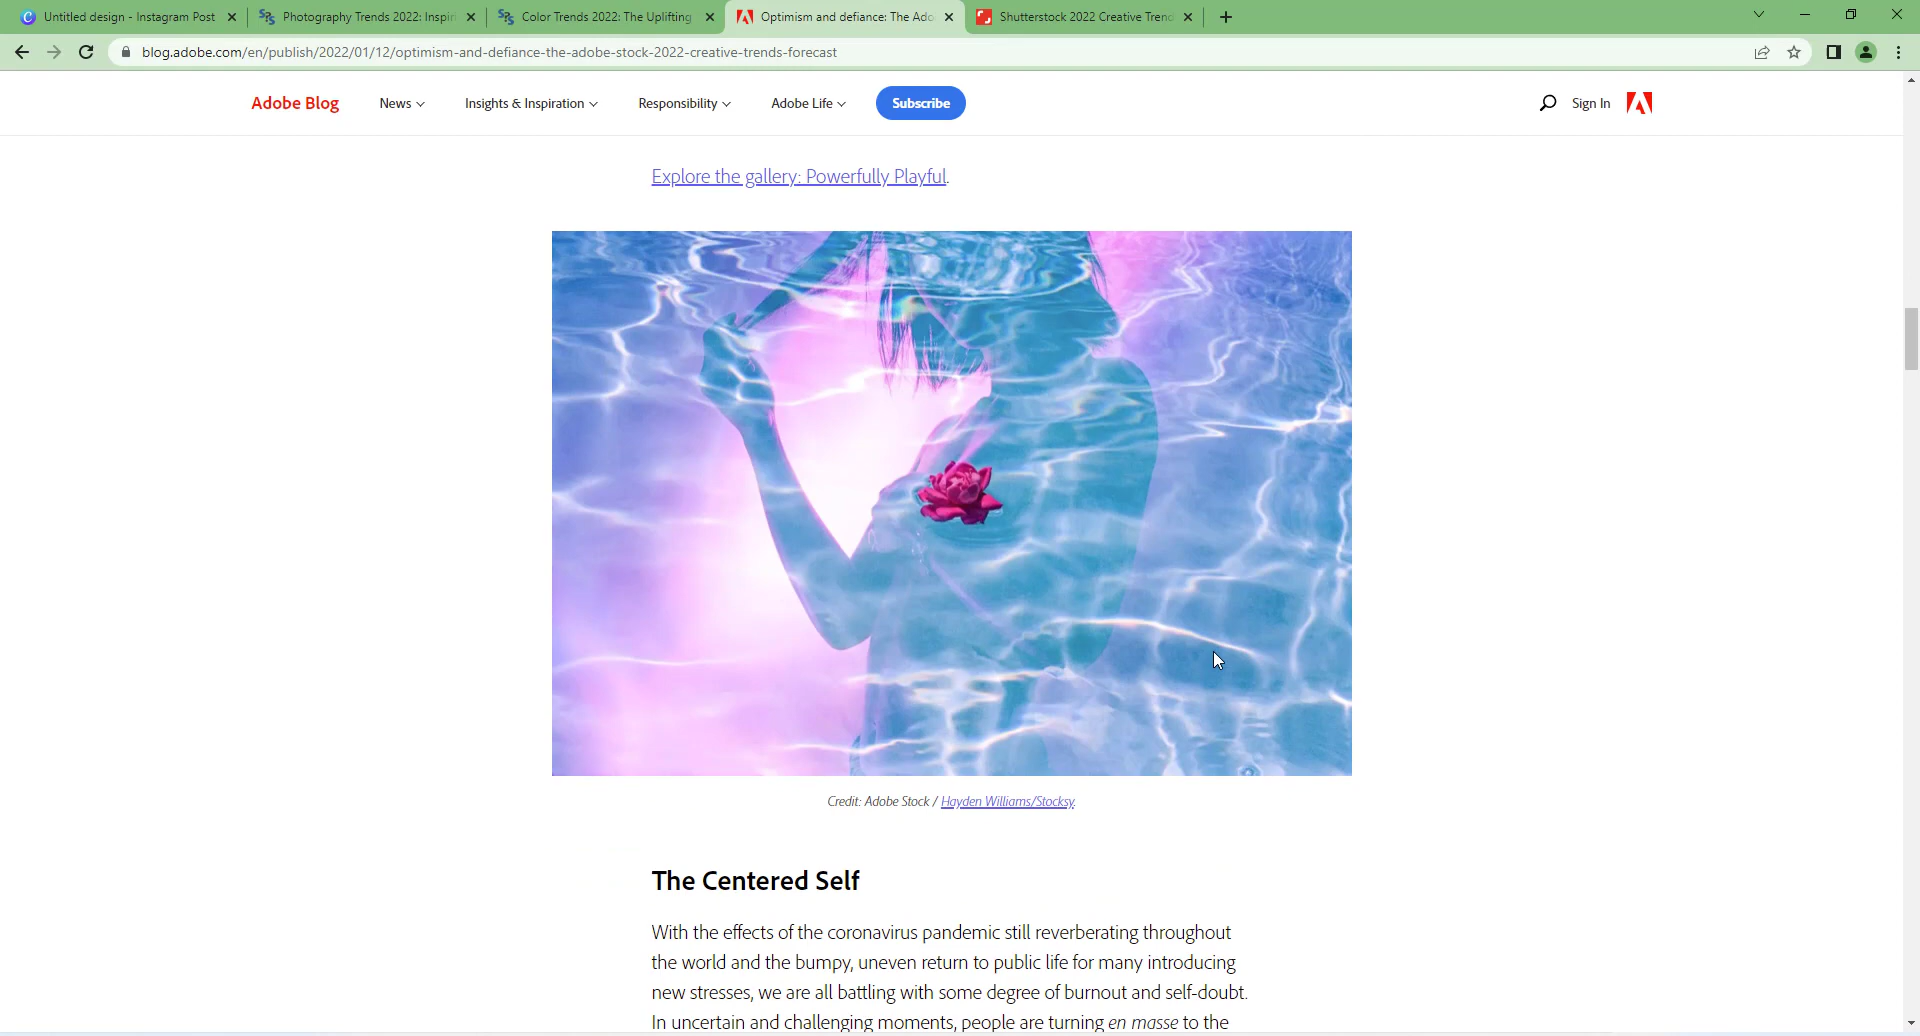 Untitled design - Instagram Post
Photography Trends 2022: Inspiri
Color Trends 2022: The Uplifting
Optimism and defiance: The Ado
Shutterstock 2022 Creative Trend
blog.adobe.com/en/publish/2022/01/12/optimism-and-defiance-the-adobe-stock-2022-creative-trends-forecast
Adobe Blog News Insights & Inspiration Responsibility Adobe Life Subscribe Sign In
Explore the gallery: Powerfully Playful.
Credit: Adobe Stock / Hayden Williams/Stocksy.
The Centered Self
With the effects of the coronavirus pandemic still reverberating throughout
the world and the bumpy, uneven return to public life for many introducing
new stresses, we are all battling with some degree of burnout and self-doubt.
In uncertain and challenging moments, people are turning en masse to the